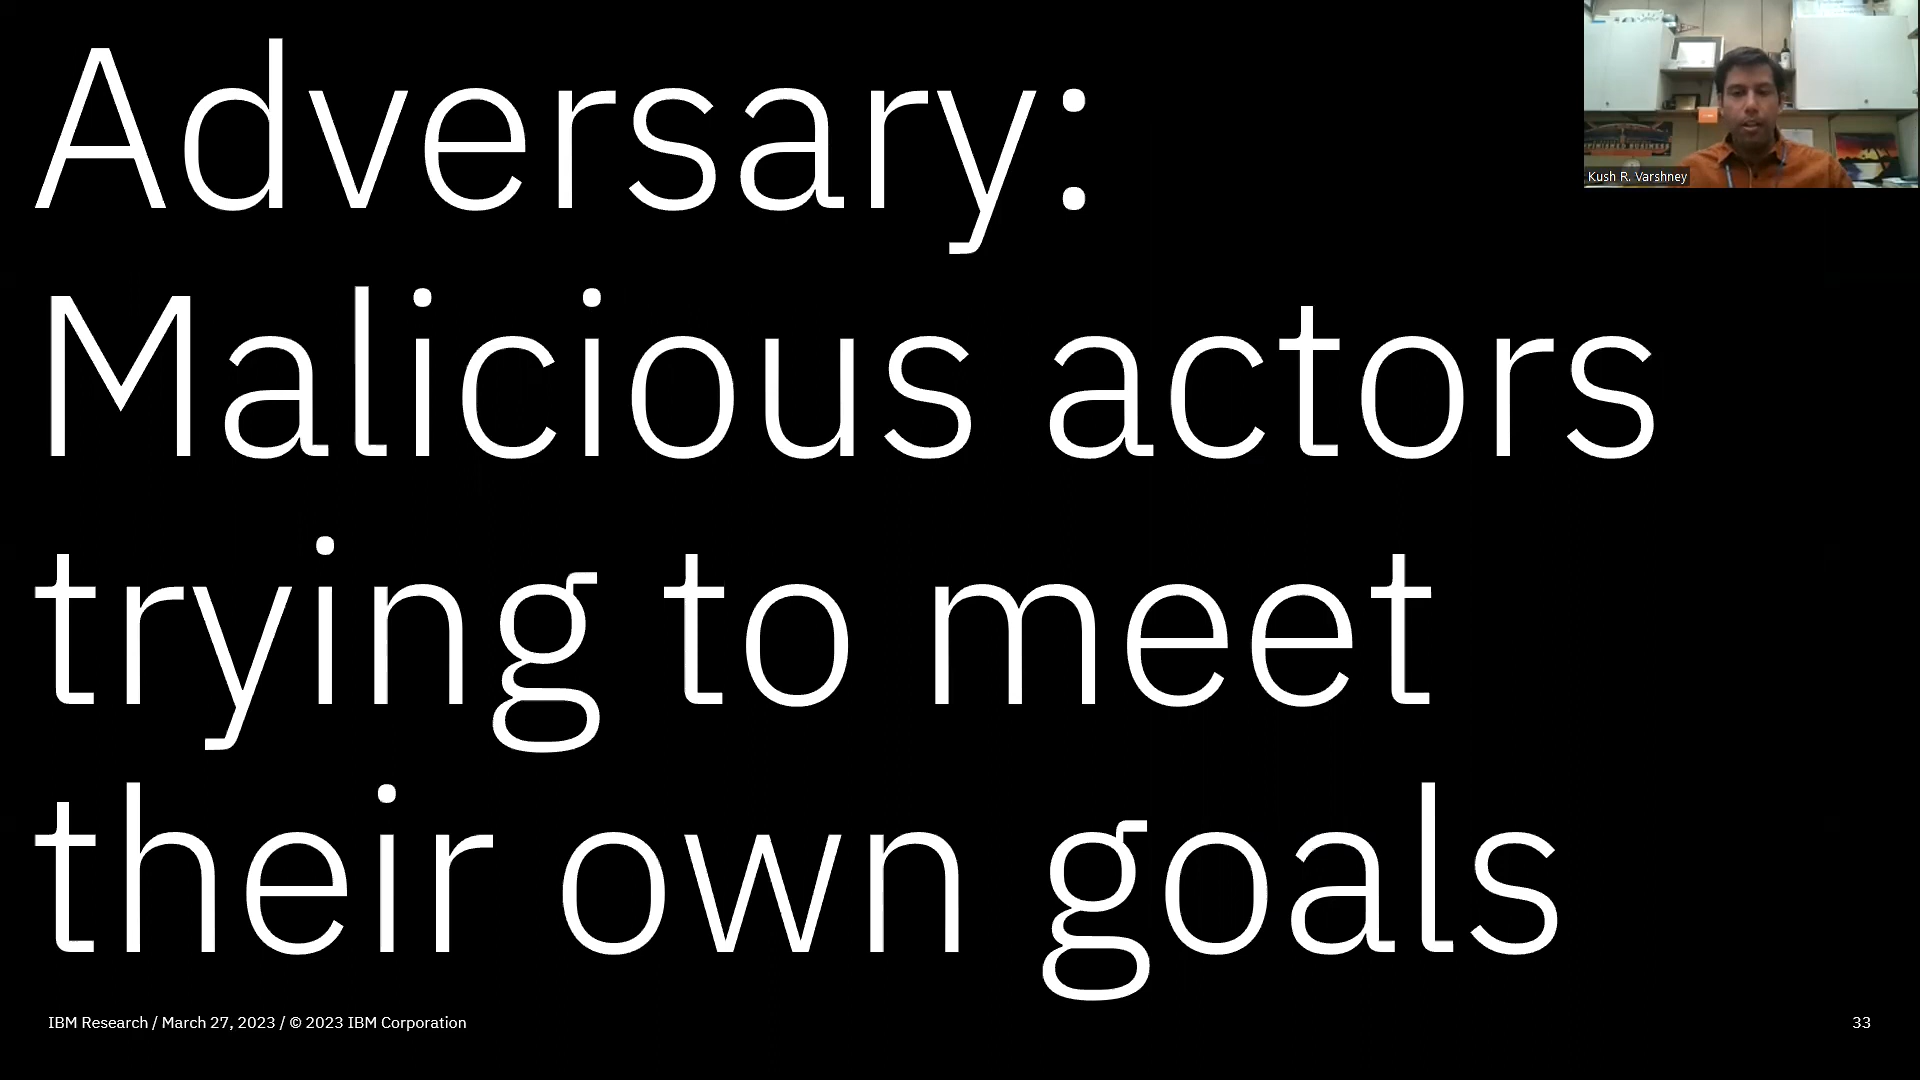 Adversary:
Malicious actors
trying to meet
their own goals
Kush R. Varshney
IBM Research / March 27, 2023 / © 2023 IBM Corporation
33